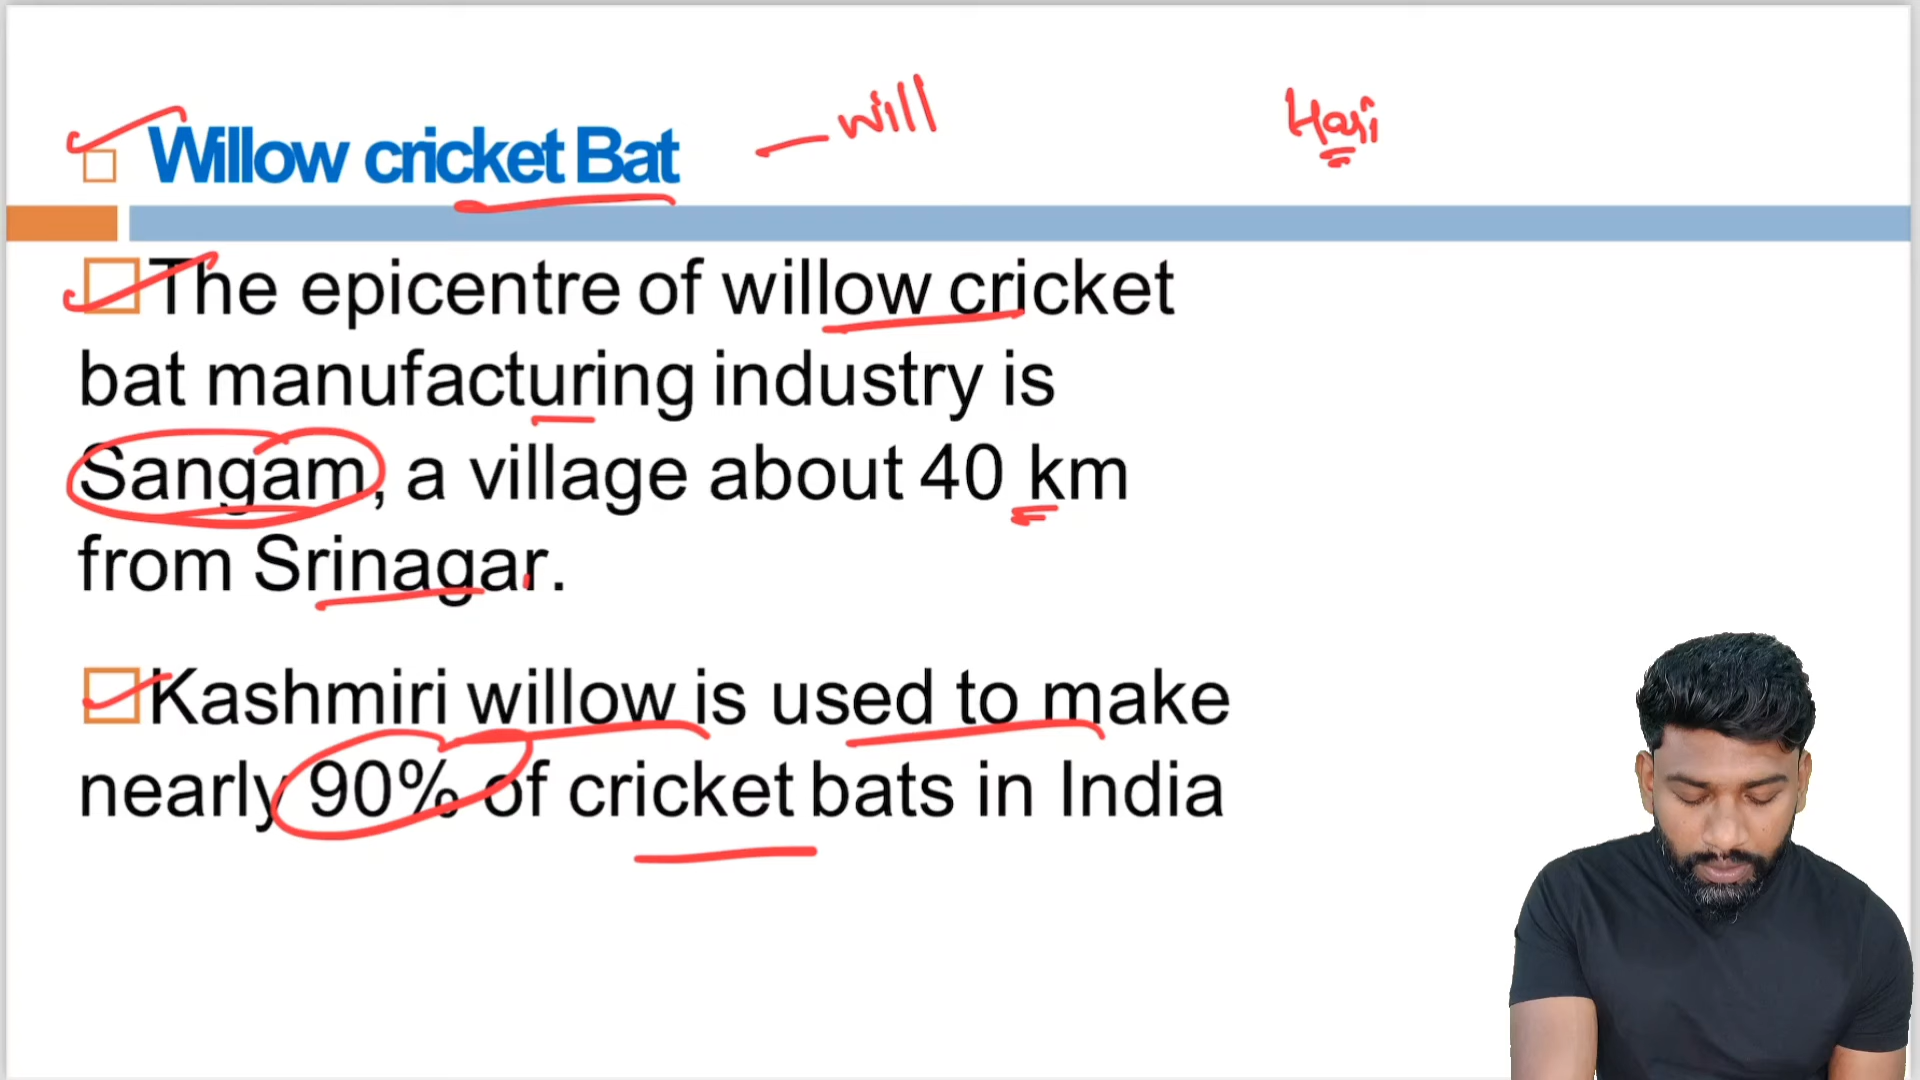 Willow cricket Bat
will
Hari
The epicentre of willow cricket
bat manufacturing industry is
Sangam, a village about 40 km
from Srinagar.
Kashmiri willow is used to make
nearly 90% of cricket bats in India